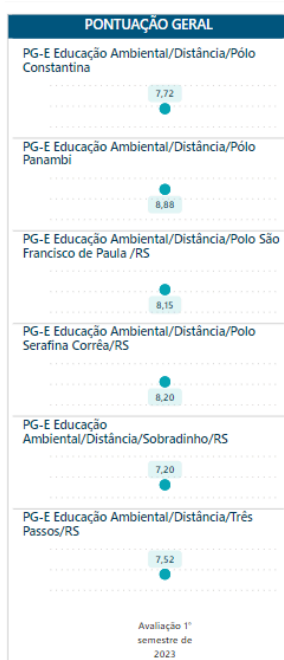 PONTUAÇÃO GERAL
PG-E Educação Ambiental/Distância/Pólo
Constantina
7,72
PG-E Educação Ambiental/Distância/Pólo
Panambi
8,88
PG-E Educação Ambiental/Distância/Polo São
Francisco de Paula /RS
8,15
PG-E Educação Ambiental/Distância/Polo
Serafina Corrêa/RS
8,20
PG-E Educação
Ambiental/Distância/Sobradinho/RS
7,20
PG-E Educação Ambiental/Distância/Três
Passos/RS
7,52
Avaliação 1°
semestre de
2023